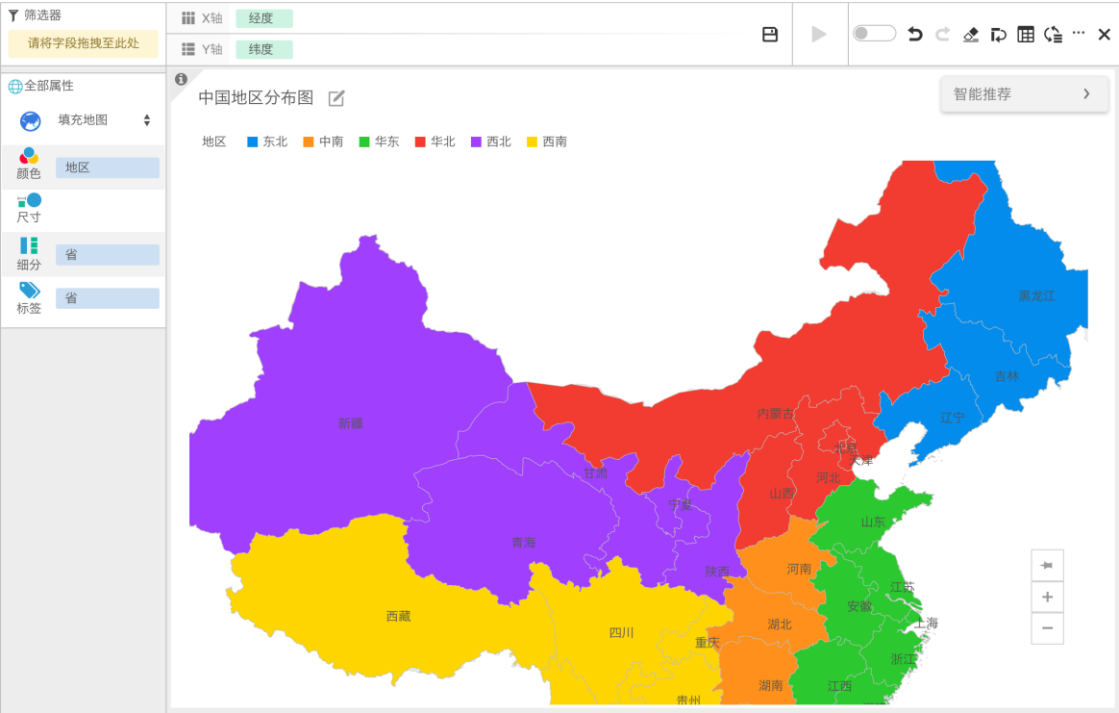 筛选器
请将字段拖拽至此处
X轴 经度
Y轴 纬度
全部属性
填充地图
颜色 地区
尺寸
细分 省
标签 省
中国地区分布图
智能推荐
地区 东北 中南 华东 华北 西北 西南
黑龙江
吉林
辽宁
内蒙古
新疆
北京
天津
甘肃
河北
山西
宁夏
山东
青海
陕西
河南
江苏
安徽
西藏
上海
湖北
四川
重庆
浙江
湖南
江西
贵州